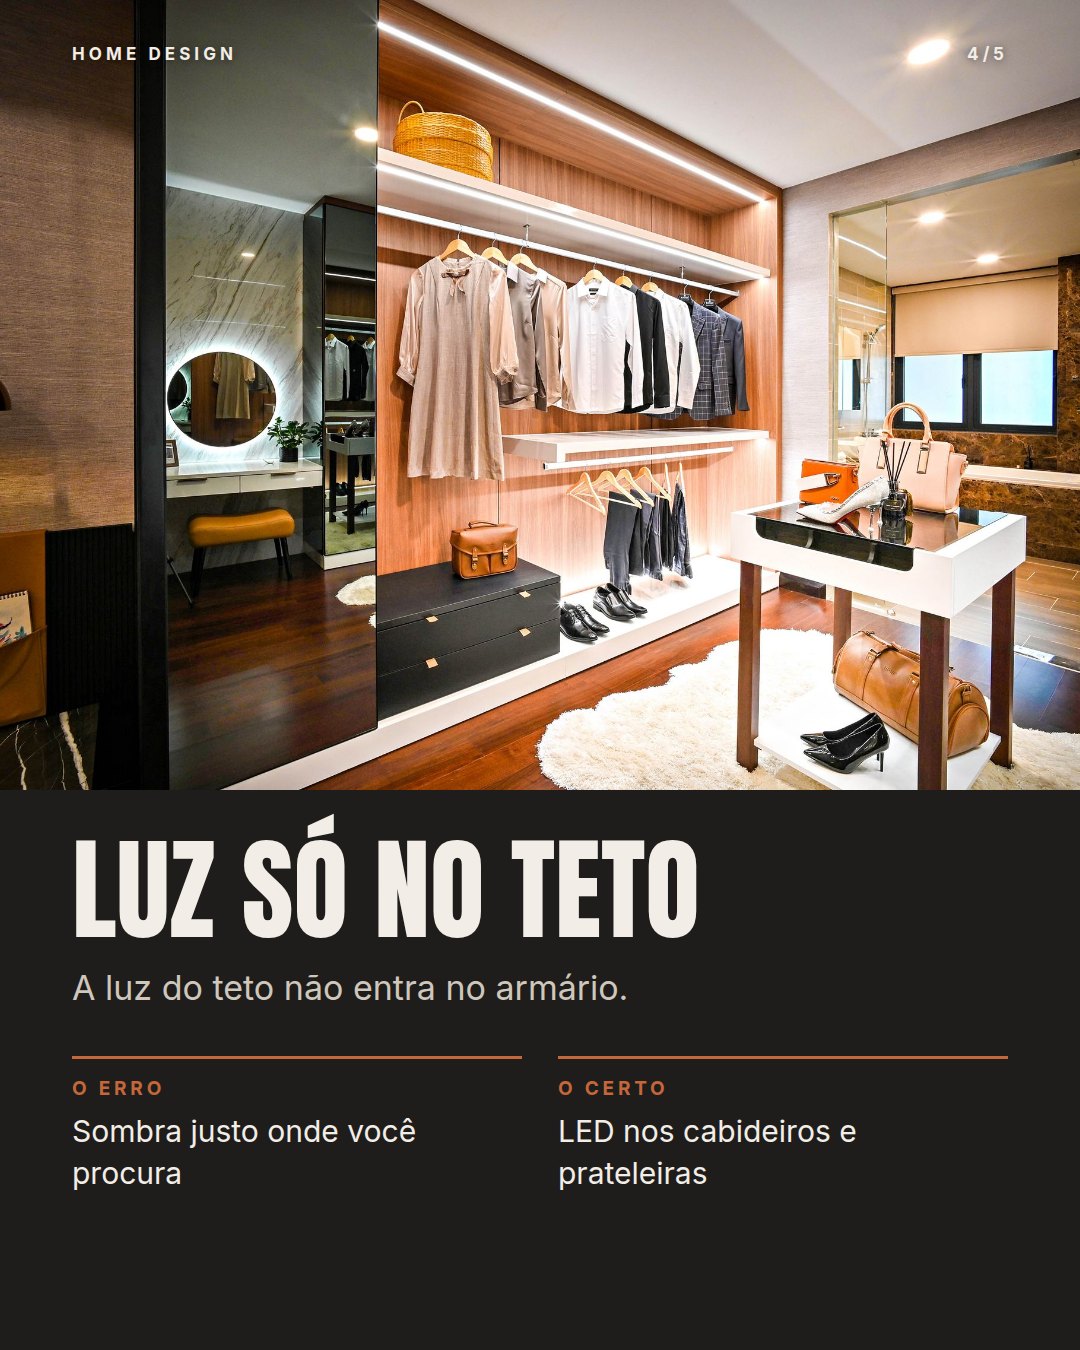 HOME DESIGN
4/5
LUZ SÓ NO TETO
A luz do teto não entra no armário.
O ERRO
Sombra justo onde você
procura
O CERTO
LED nos cabideiros e
prateleiras